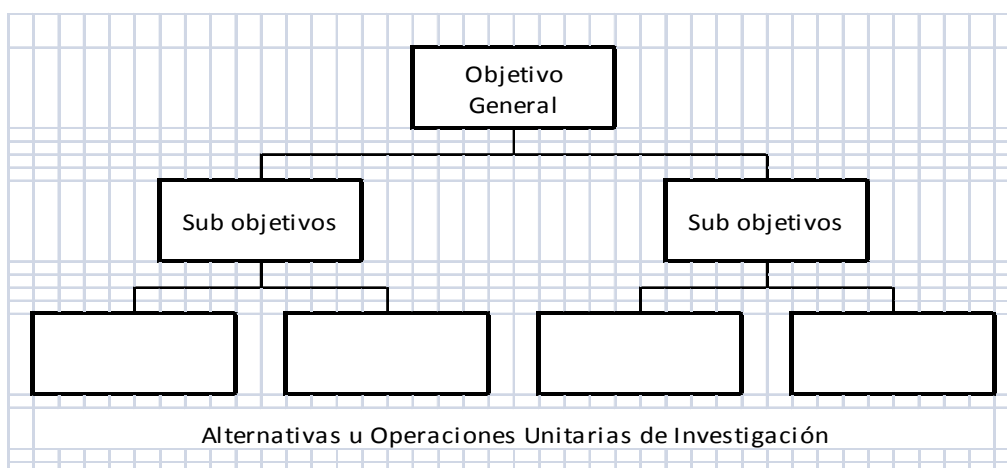 Objetivo
General
Sub objetivos
Sub objetivos
Alternativas u Operaciones Unitarias de Investigación